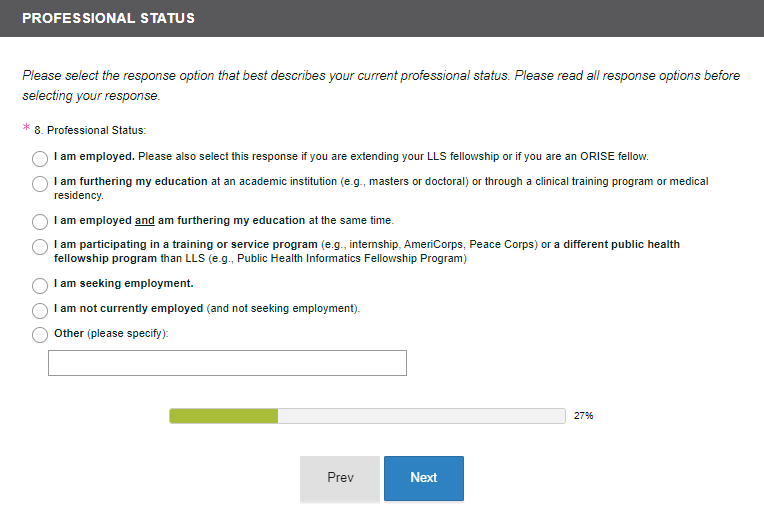 PROFESSIONAL STATUS
Please select the response option that best describes your current professional status. Please read all response options before
selecting your response.
* 8. Professional Status:
I am employed. Please also select this response if you are extending your LLS fellowship or if you are an ORISE fellow.
I am furthering my education at an academic institution (e.g., masters or doctoral) or through a clinical training program or medical
residency.
I am employed and am furthering my education at the same time.
I am participating in a training or service program (e.g., internship, AmeriCorps, Peace Corps) or a different public health
fellowship program than LLS (e.g., Public Health Informatics Fellowship Program)
I am seeking employment.
I am not currently employed (and not seeking employment).
Other (please specify):
27%
Prev Next